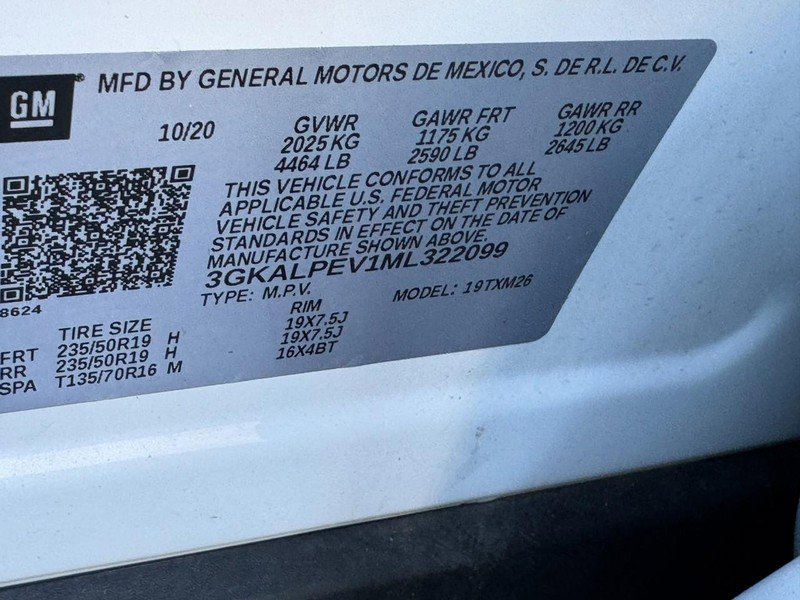 MFD BY GENERAL MOTORS DE MEXICO, S. DE R.L. DE C.V.
GM
10/20 GVWR GAWR FRT GAWR RR
2025 KG 1175 KG 1200 KG
4464 LB 2590 LB 2645 LB
THIS VEHICLE CONFORMS TO ALL
APPLICABLE U.S. FEDERAL MOTOR
VEHICLE SAFETY AND THEFT PREVENTION
STANDARDS IN EFFECT ON THE DATE OF
MANUFACTURE SHOWN ABOVE.
3GKALPEV1ML322099
TYPE: M.P.V. MODEL: 19TXM26
8624
TIRE SIZE RIM
FRT 235/50R19 H 19X7.5J
RR 235/50R19 H 19X7.5J
SPA T135/70R16 M 16X4BT